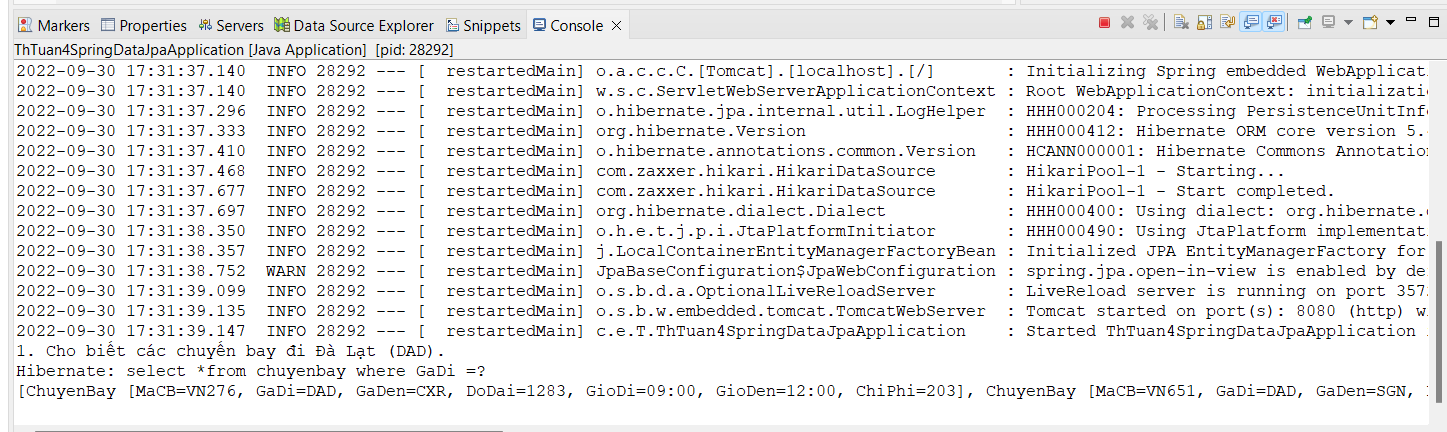 Markers Properties Servers Data Source Explorer Snippets Console
ThTuan4SpringDataJpaApplication [Java Application] [pid: 28292]
2022-09-30 17:31:37.140  INFO 28292 --- [  restartedMain] o.a.c.c.C.[Tomcat].[localhost].[/]       : Initializing Spring embedded WebApplicat
2022-09-30 17:31:37.140  INFO 28292 --- [  restartedMain] w.s.c.ServletWebServerApplicationContext : Root WebApplicationContext: initializati
2022-09-30 17:31:37.296  INFO 28292 --- [  restartedMain] o.hibernate.jpa.internal.util.LogHelper  : HHH000204: Processing PersistenceUnitInf
2022-09-30 17:31:37.333  INFO 28292 --- [  restartedMain] org.hibernate.Version                    : HHH000412: Hibernate ORM core version 5.
2022-09-30 17:31:37.410  INFO 28292 --- [  restartedMain] o.hibernate.annotations.common.Version   : HCANN000001: Hibernate Commons Annotatio
2022-09-30 17:31:37.468  INFO 28292 --- [  restartedMain] com.zaxxer.hikari.HikariDataSource       : HikariPool-1 - Starting...
2022-09-30 17:31:37.677  INFO 28292 --- [  restartedMain] com.zaxxer.hikari.HikariDataSource       : HikariPool-1 - Start completed.
2022-09-30 17:31:37.697  INFO 28292 --- [  restartedMain] org.hibernate.dialect.Dialect            : HHH000400: Using dialect: org.hibernate.
2022-09-30 17:31:38.350  INFO 28292 --- [  restartedMain] o.h.e.t.j.p.i.JtaPlatformInitiator       : HHH000490: Using JtaPlatform implementat
2022-09-30 17:31:38.357  INFO 28292 --- [  restartedMain] j.LocalContainerEntityManagerFactoryBean : Initialized JPA EntityManagerFactory for
2022-09-30 17:31:38.752  WARN 28292 --- [  restartedMain] JpaBaseConfiguration$JpaWebConfiguration : spring.jpa.open-in-view is enabled by de
2022-09-30 17:31:39.099  INFO 28292 --- [  restartedMain] o.s.b.d.a.OptionalLiveReloadServer       : LiveReload server is running on port 357
2022-09-30 17:31:39.135  INFO 28292 --- [  restartedMain] o.s.b.w.embedded.tomcat.TomcatWebServer  : Tomcat started on port(s): 8080 (http) w
2022-09-30 17:31:39.147  INFO 28292 --- [  restartedMain] c.e.T.ThTuan4SpringDataJpaApplication    : Started ThTuan4SpringDataJpaApplication
1. Cho biết các chuyến bay đi Đà Lạt (DAD).
Hibernate: select *from chuyenbay where GaDi =?
[ChuyenBay [MaCB=VN276, GaDi=DAD, GaDen=CXR, DoDai=1283, GioDi=09:00, GioDen=12:00, ChiPhi=203], ChuyenBay [MaCB=VN651, GaDi=DAD, GaDen=SGN,